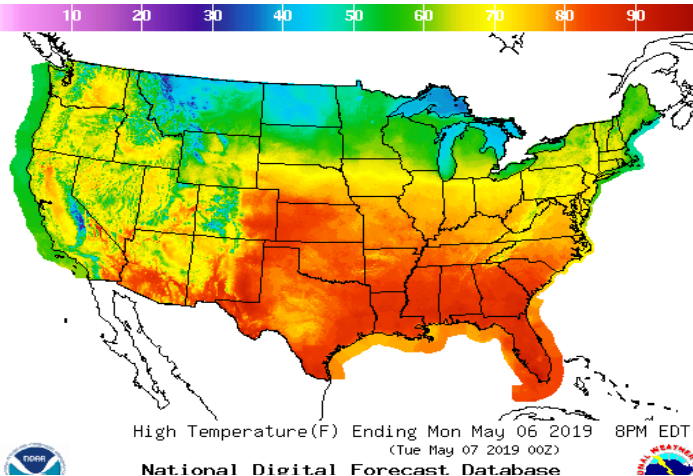 10 20 30 40 50 60 70 80 90
High Temperature(F) Ending Mon May 06 2019 8PM EDT
(Tue May 07 2019 00Z)
National Digital Forecast Database
NOAA